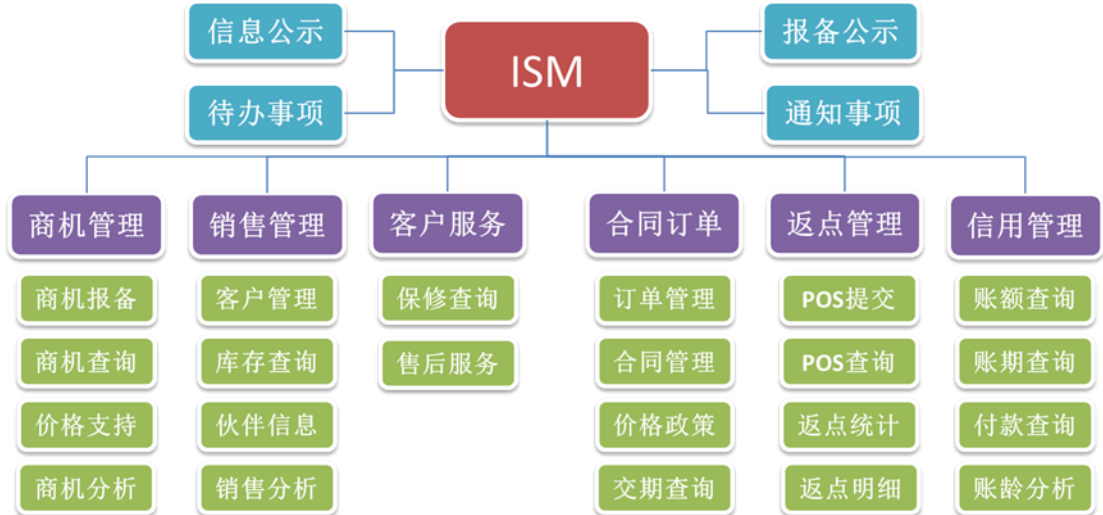 信息公示
ISM
报备公示
待办事项
通知事项
商机管理
销售管理
客户服务
合同订单
返点管理
信用管理
商机报备
客户管理
保修查询
订单管理
POS提交
账额查询
商机查询
库存查询
售后服务
合同管理
POS查询
账期查询
价格支持
伙伴信息
价格政策
返点统计
付款查询
商机分析
销售分析
交期查询
返点明细
账龄分析